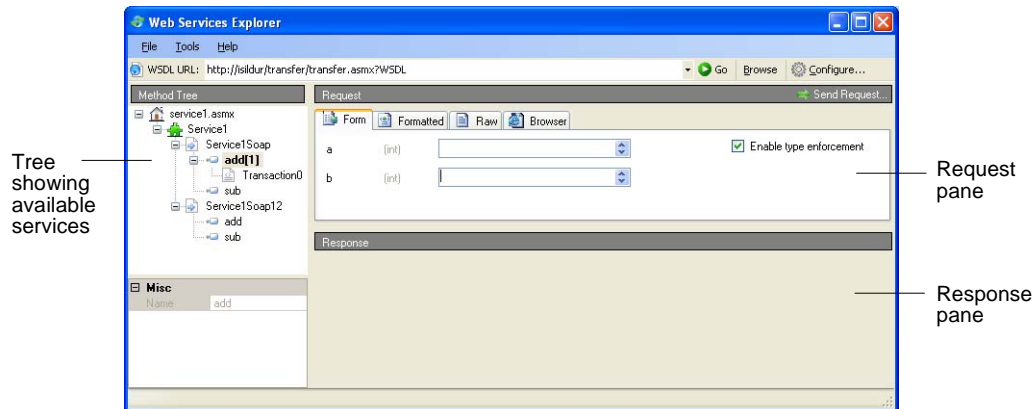 Web Services Explorer
File Tools Help
WSDL URL: http://isildur/transfer/transfer.asmx?WSDL Go Browse Configure...
Method Tree
Request Send Request...
service1.asmx
Service1
Service1Soap
add[1]
Transaction0
sub
Service1Soap12
add
sub
Form Formatted Raw Browser
a (int) Enable type enforcement
b (int)
Response
Misc
Name add
Tree
showing
available
services
Request
pane
Response
pane